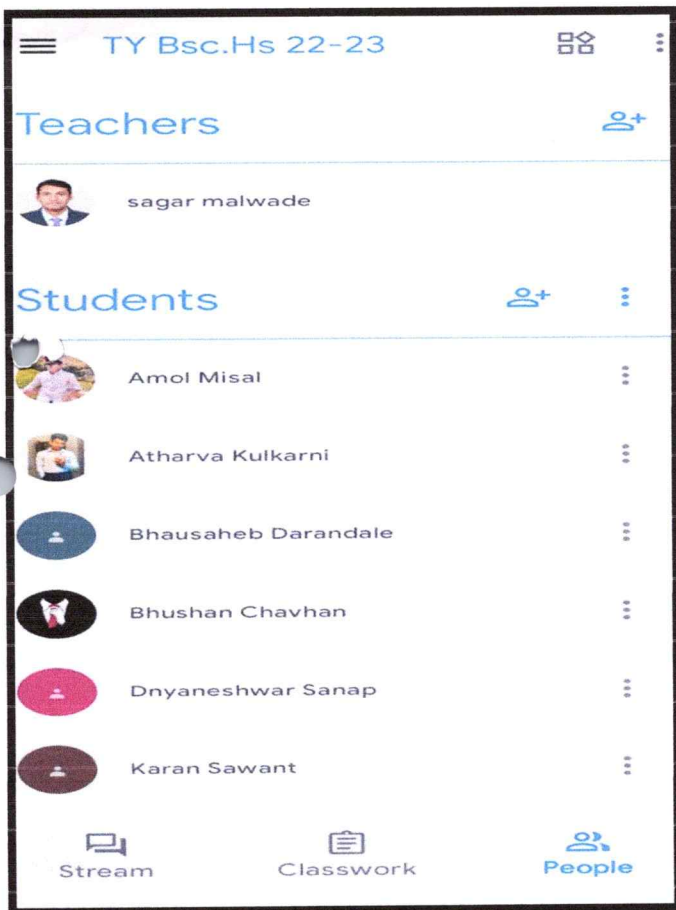 TY Bsc.Hs 22-23
Teachers
sagar malwade
Students
Amol Misal
Atharva Kulkarni
Bhausaheb Darandale
Bhushan Chavhan
Dnyaneshwar Sanap
Karan Sawant
Stream Classwork People